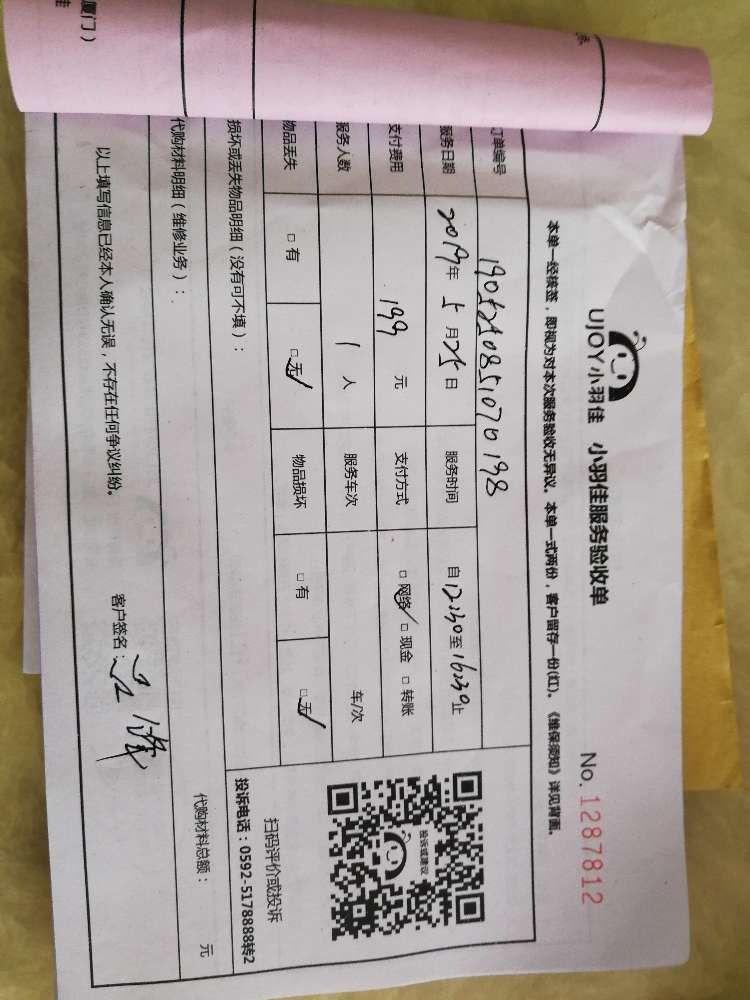 UJOY小羽佳 小羽佳服务验收单
No.1287812
本单一经核签，即视为对本次服务验收无异议。本单一式两份，客户留存一份(红)。《维保须知》详见背面。
订单编号 1905250851070198
服务日期 2019年 5月25日 服务时间 自12:30至16:30止
支付费用 199元 支付方式 □网络 □现金 □转账
服务人数 1人 服务车次 车/次
物品丢失 □有 □无 物品损坏 □有 □无
损坏或丢失物品明细（没有可不填）：
投诉或建议
扫码评价或投诉
投诉电话：0592-5178888转2
代购材料明细（维修业务）：
代购材料总额： 元
以上填写信息已经本人确认无误，不存在任何争议纠纷。
客户签名：
厦门）